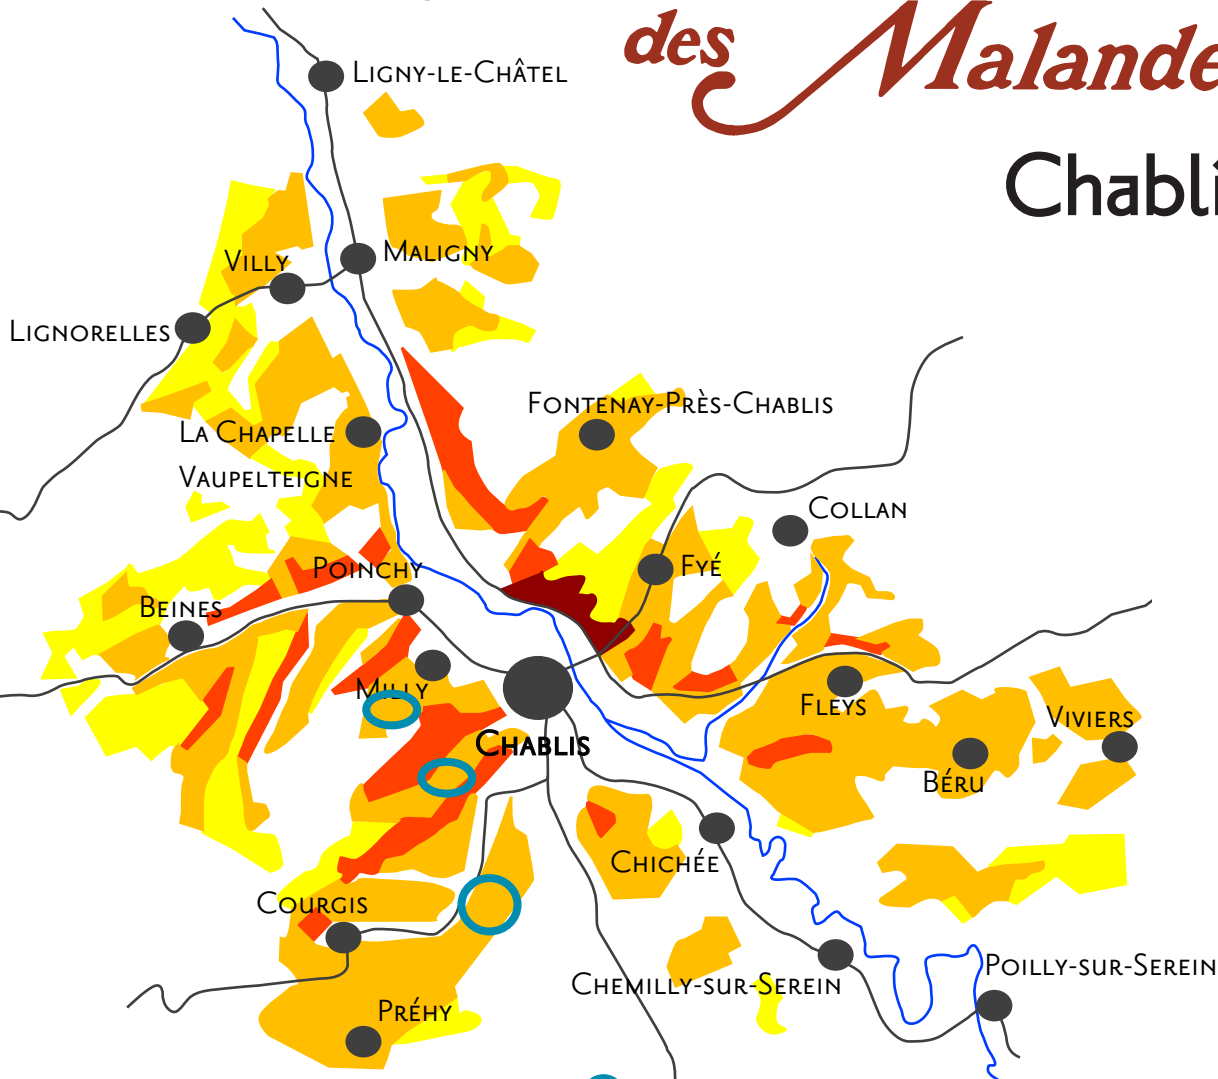 des Malande
Chabli
LIGNY-LE-CHÂTEL
MALIGNY
VILLY
LIGNORELLES
FONTENAY-PRÈS-CHABLIS
LA CHAPELLE
VAUPELTEIGNE
COLLAN
POINCHY
FYÉ
BEINES
MILLY
FLEYS
VIVIERS
CHABLIS
BÉRU
CHICHÉE
COURGIS
POILLY-SUR-SEREIN
CHEMILLY-SUR-SEREIN
PRÉHY